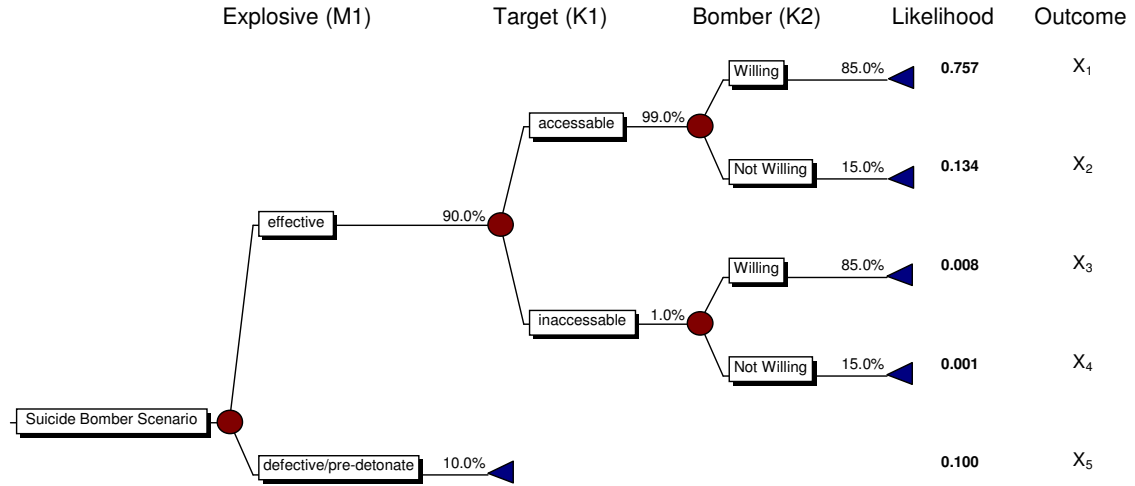 Explosive (M1) Target (K1) Bomber (K2) Likelihood Outcome
Willing 85.0% 0.757 X₁
accessable 99.0%
Not Willing 15.0% 0.134 X₂
effective 90.0%
Willing 85.0% 0.008 X₃
inaccessable 1.0%
Not Willing 15.0% 0.001 X₄
Suicide Bomber Scenario
defective/pre-detonate 10.0% 0.100 X₅